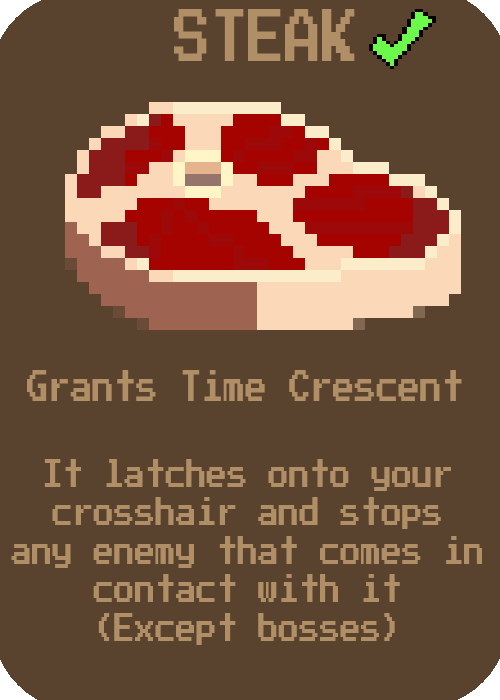 STEAK
Grants Time Crescent
It latches onto your
crosshair and stops
any enemy that comes in
contact with it
(Except bosses)